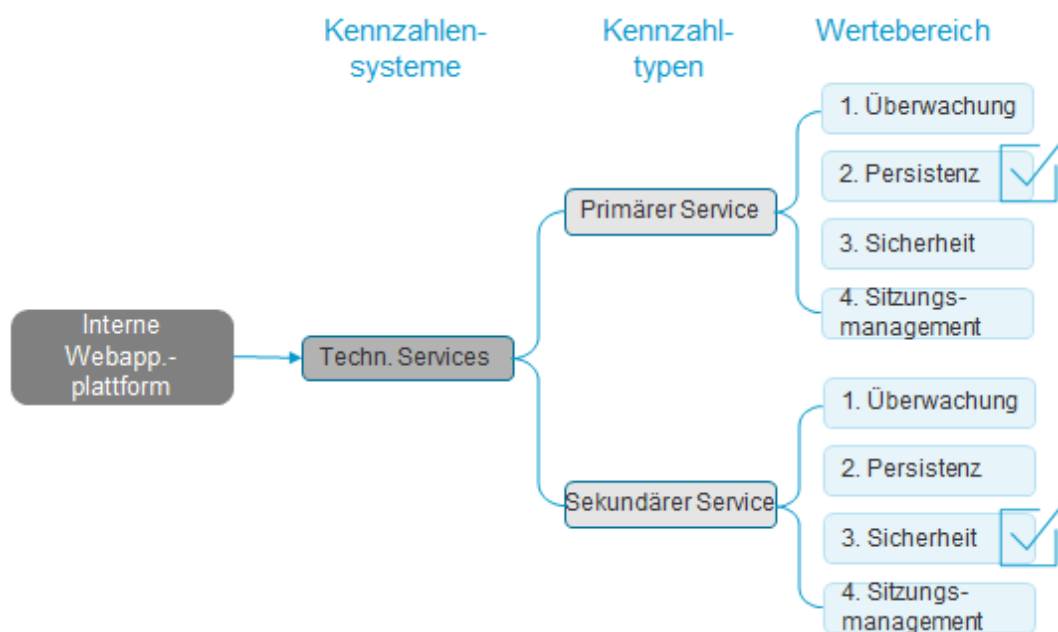 Kennzahlen-
systeme
Kennzahl-
typen
Wertebereich
Interne
Webapp.-
plattform
Techn. Services
Primärer Service
1. Überwachung
2. Persistenz
3. Sicherheit
4. Sitzungs-
management
Sekundärer Service
1. Überwachung
2. Persistenz
3. Sicherheit
4. Sitzungs-
management